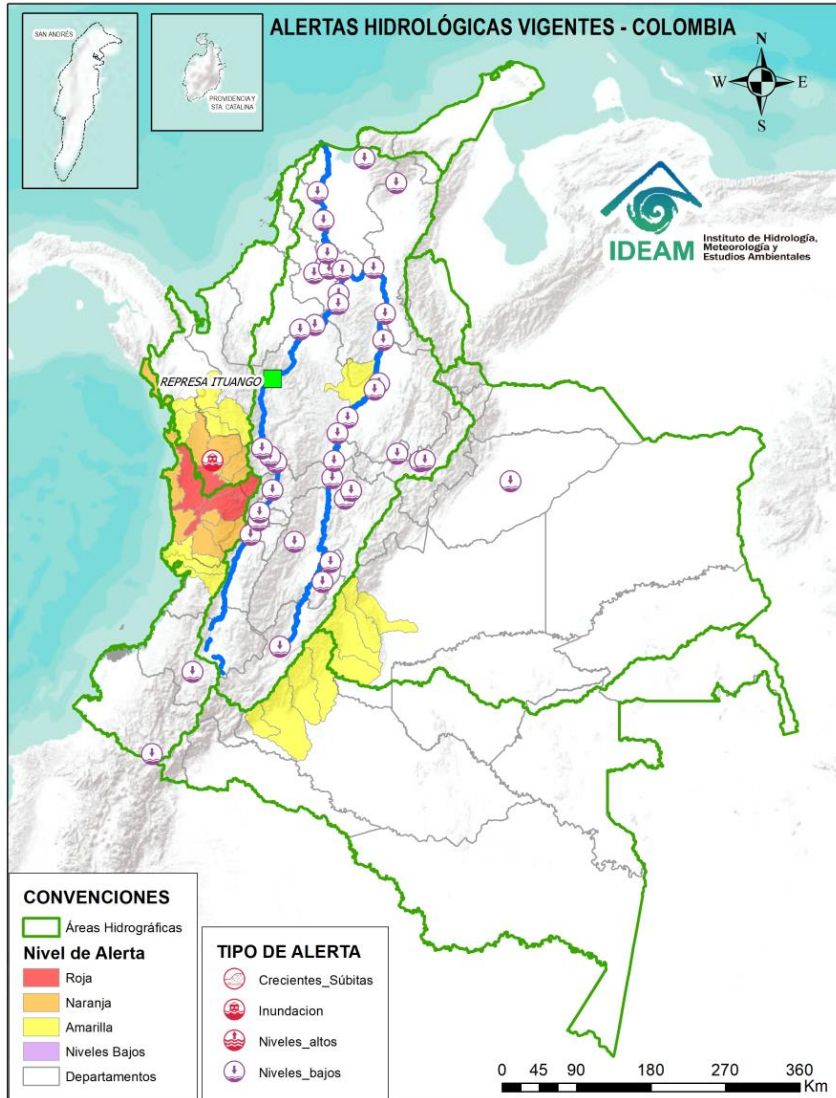 ALERTAS HIDROLÓGICAS VIGENTES - COLOMBIA
SAN ANDRÉS
PROVIDENCIA Y
STA. CATALINA
N
W
E
S
IDEAM
Instituto de Hidrología,
Meteorología y
Estudios Ambientales
REPRESA ITUANGO
CONVENCIONES
Áreas Hidrográficas
Nivel de Alerta
Roja
Naranja
Amarilla
Niveles Bajos
Departamentos
TIPO DE ALERTA
Crecientes_Súbitas
Inundacion
Niveles_altos
Niveles_bajos
0 45 90 180 270 360
Km